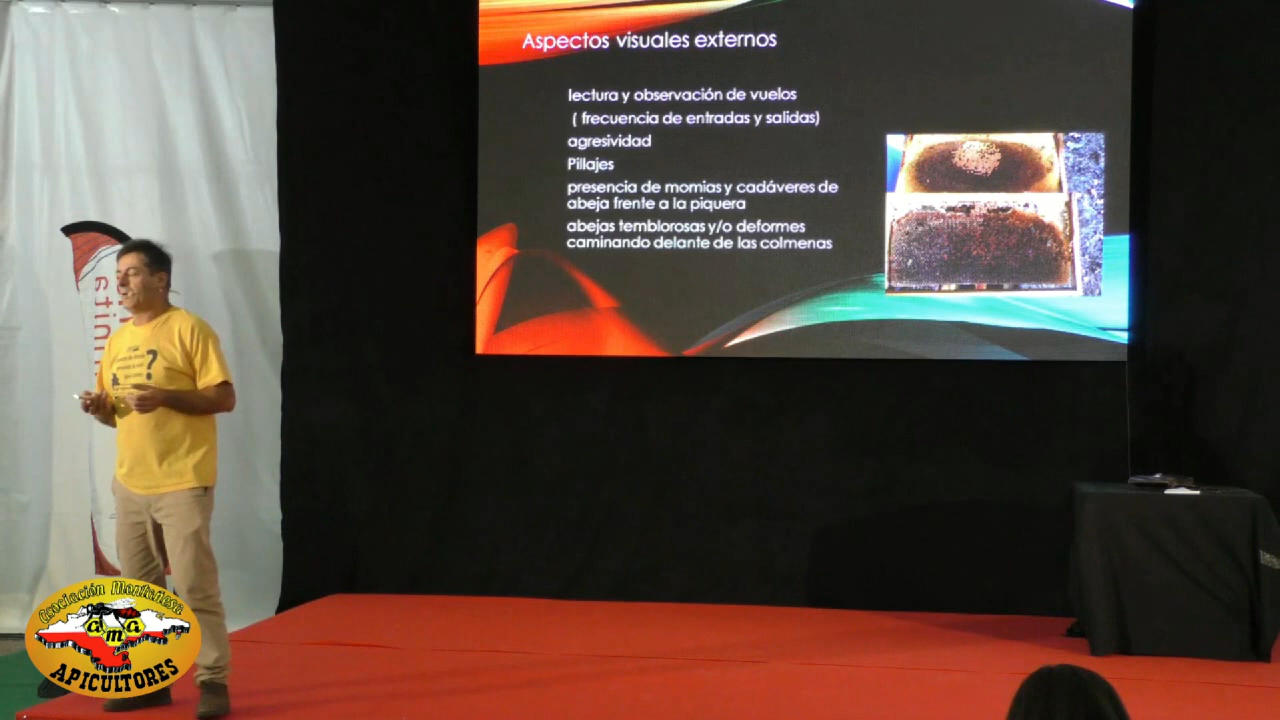 Aspectos visuales externos
lectura y observación de vuelos
( frecuencia de entradas y salidas)
agresividad
Pillajes
presencia de momias y cadáveres de
abeja frente a la piquera
abejas temblorosas y/o deformes
caminando delante de las colmenas
?
Asociación Montañesa
ama
APICULTORES